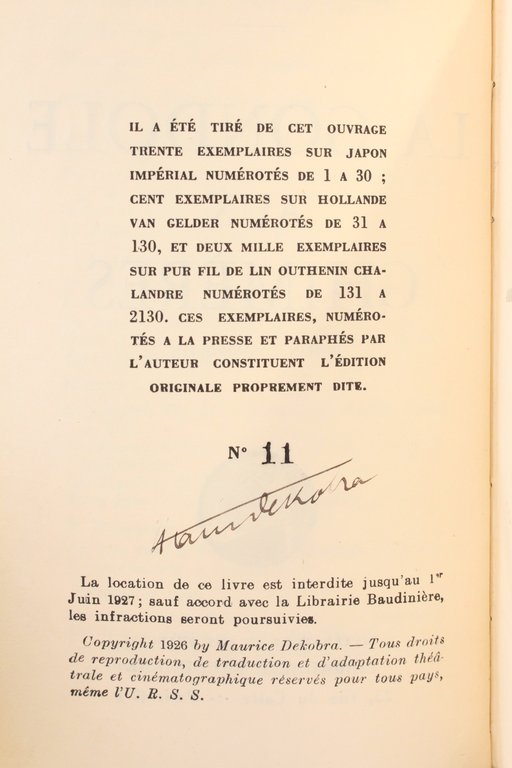 IL A ÉTÉ TIRÉ DE CET OUVRAGE
TRENTE EXEMPLAIRES SUR JAPON
IMPÉRIAL NUMÉROTÉS DE 1 A 30 ;
CENT EXEMPLAIRES SUR HOLLANDE
VAN GELDER NUMÉROTÉS DE 31 A
130, ET DEUX MILLE EXEMPLAIRES
SUR PUR FIL DE LIN OUTHENIN CHA-
LANDRE NUMÉROTÉS DE 131 A
2130. CES EXEMPLAIRES, NUMÉRO-
TÉS A LA PRESSE ET PARAPHÉS PAR
L'AUTEUR CONSTITUENT L'ÉDITION
ORIGINALE PROPREMENT DITE.
N° 11
La location de ce livre est interdite jusqu'au 1er
Juin 1927 ; sauf accord avec la Librairie Baudinière,
les infractions seront poursuivies.
Copyright 1926 by Maurice Dekobra. — Tous droits
de reproduction, de traduction et d'adaptation théâ-
trale et cinématographique réservés pour tous pays,
même l'U. R. S. S.